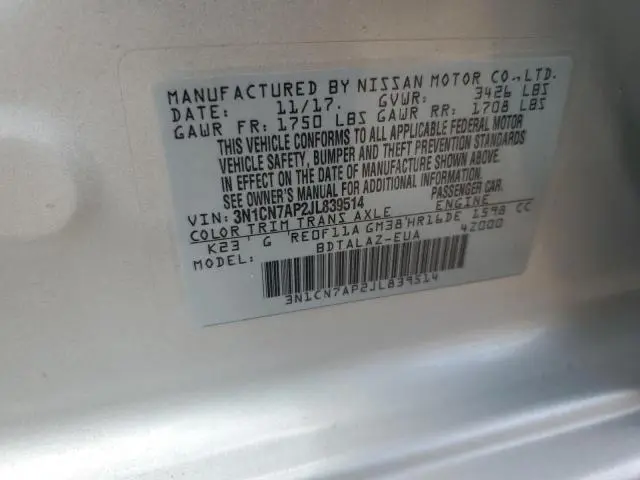 MANUFACTURED BY NISSAN MOTOR CO., LTD.
DATE: 11/17. GVWR: 3426 LBS
GAWR FR: 1750 LBS GAWR RR: 1708 LBS
THIS VEHICLE CONFORMS TO ALL APPLICABLE FEDERAL MOTOR
VEHICLE SAFETY, BUMPER AND THEFT PREVENTION STANDARDS
IN EFFECT ON THE DATE OF MANUFACTURE SHOWN ABOVE.
SEE OWNER'S MANUAL FOR ADDITIONAL INFORMATION.
VIN: 3N1CN7AP2JL839514 PASSENGER CAR.
COLOR TRIM TRANS AXLE ENGINE
K23 G RE0F11A GM38 HR16DE 1598 CC
MODEL: BDTALAZ-EUA 4Z000
3N1CN7AP2JL839514